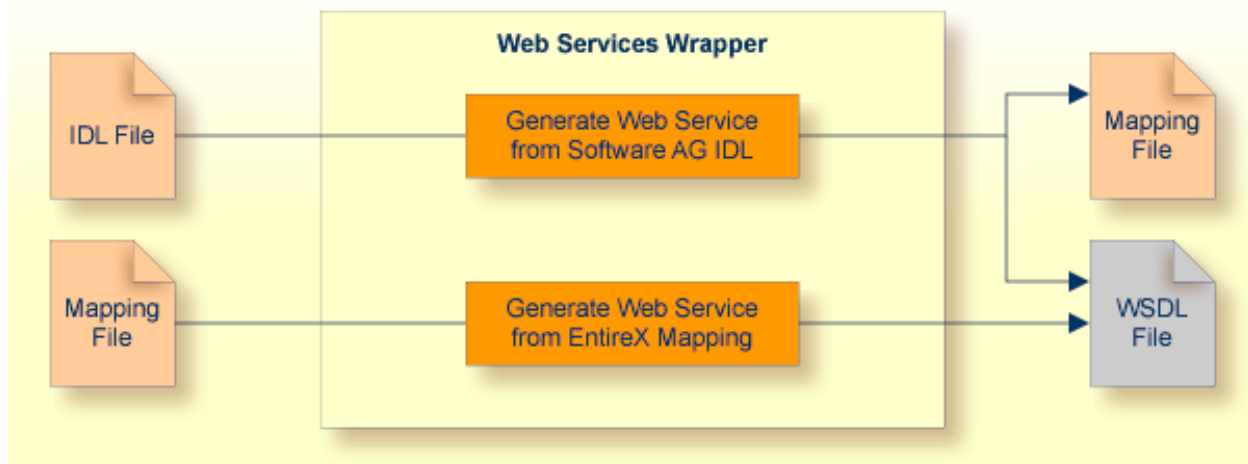 Web Services Wrapper
IDL File
Generate Web Service
from Software AG IDL
Mapping
File
Mapping
File
Generate Web Service
from EntireX Mapping
WSDL
File